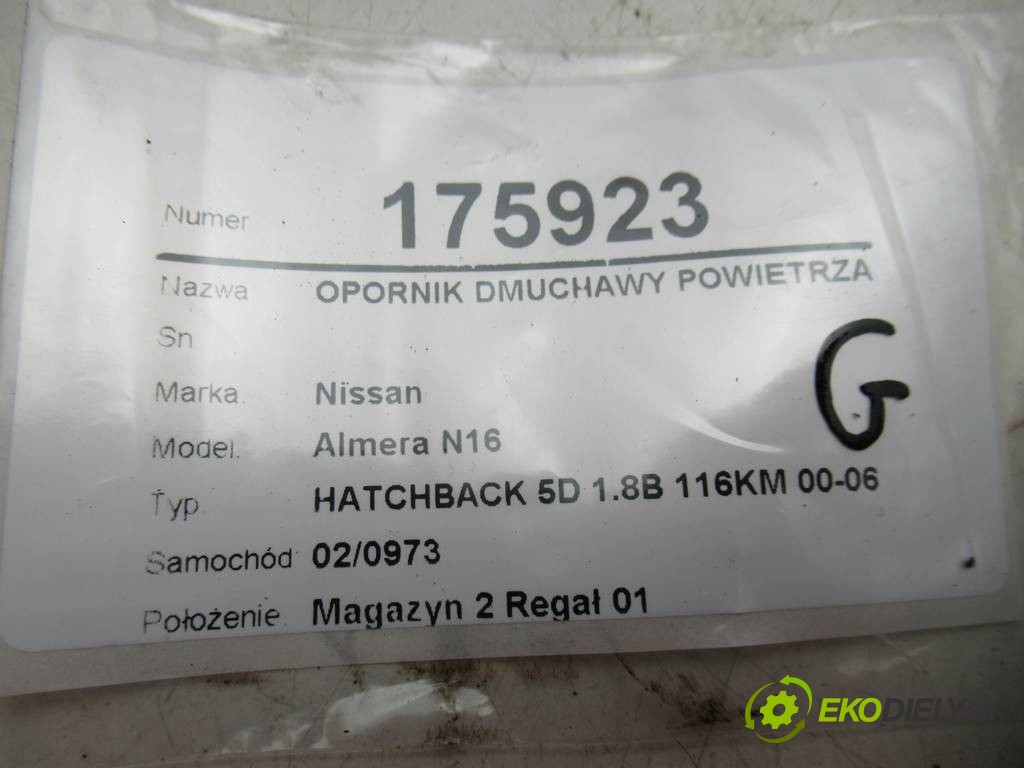 Numer 175923
Nazwa OPORNIK DMUCHAWY POWIETRZA
Sn
Marka. Nissan
Model. Almera N16
Typ HATCHBACK 5D 1.8B 116KM 00-06
Samochód 02/0973
Położenie. Magazyn 2 Regał 01
G
EKODIELY